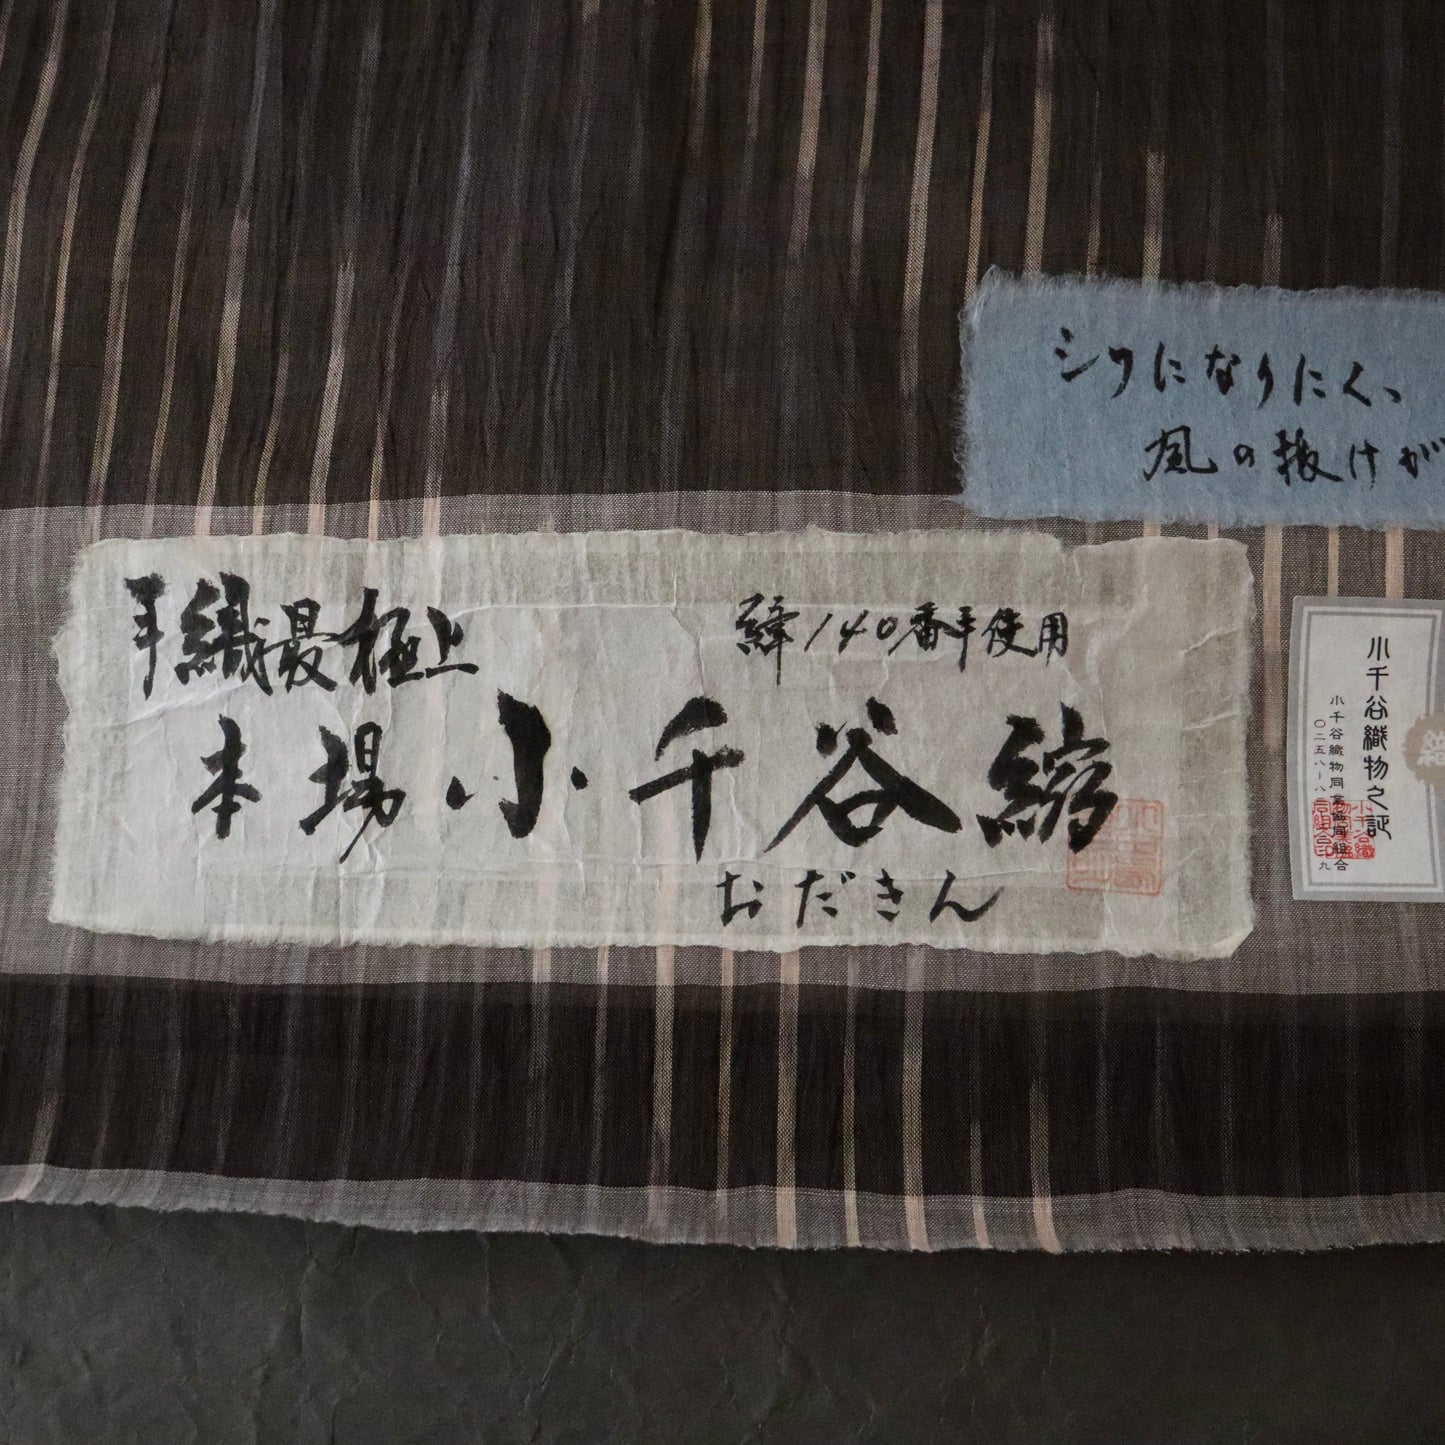 シワになりにくゝ
風の抜けが
手織最極上
緯140番手使用
本場小千谷縮
おだきん
小千谷織物之証
小千谷織物同業協同組合